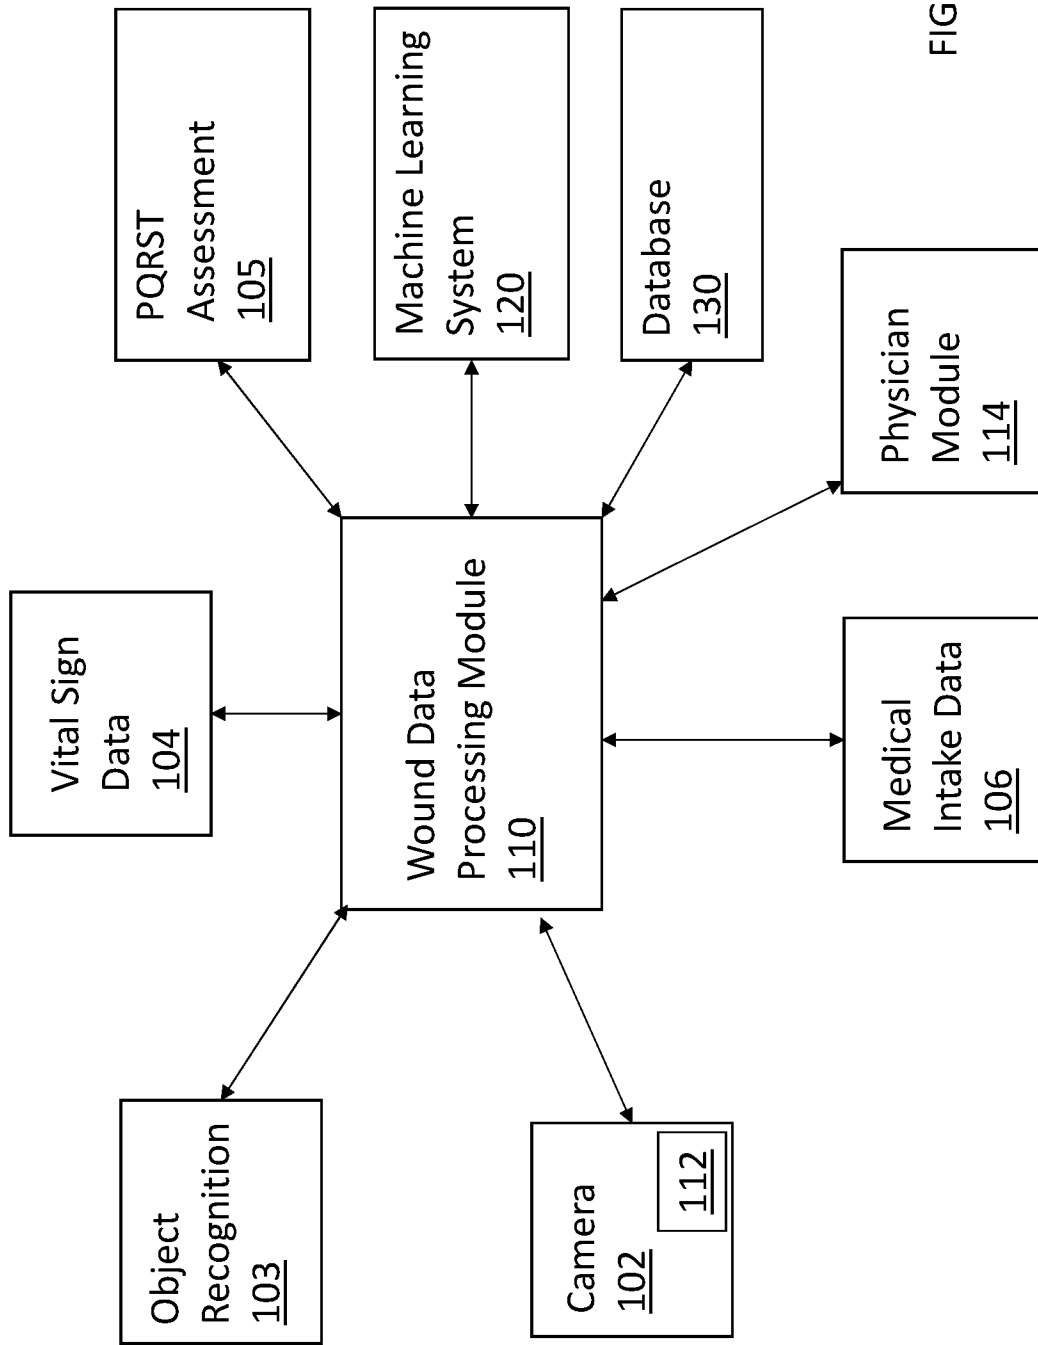 Object
Recognition
103
Vital Sign
Data
104
PQRST
Assessment
105
Camera
102
112
Wound Data
Processing Module
110
Machine Learning
System
120
Database
130
Medical
Intake Data
106
Physician
Module
114
FIG